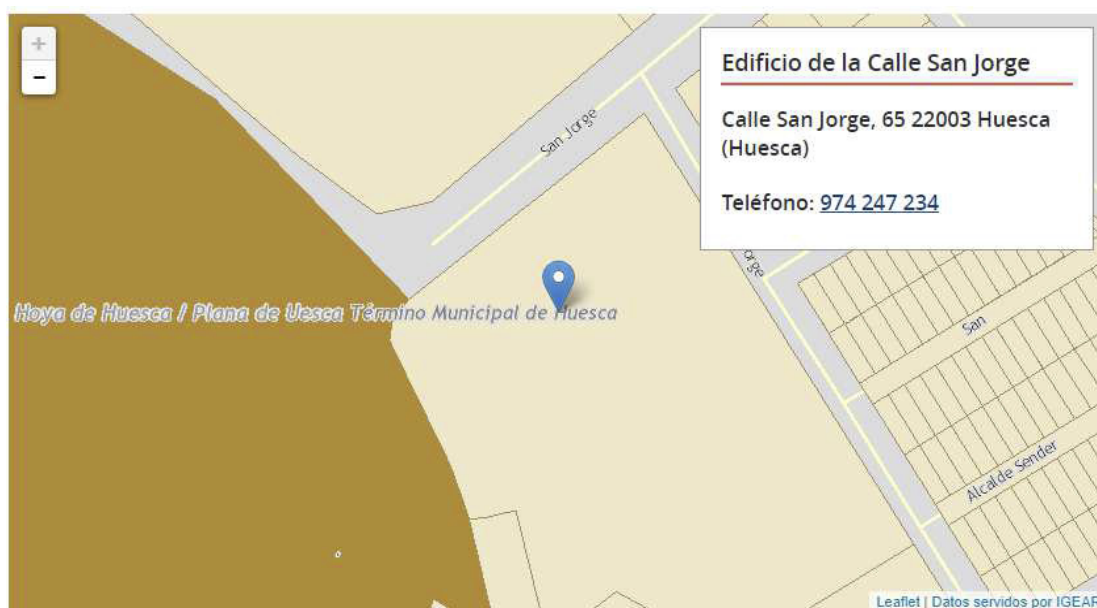 +
-
Edificio de la Calle San Jorge
Calle San Jorge, 65 22003 Huesca
(Huesca)
Teléfono: 974 247 234
San Jorge
orge
Hoya de Huesca / Plana de Uesca Término Municipal de Huesca
San
Alcalde Sender
Leaflet | Datos servidos por IGEAR